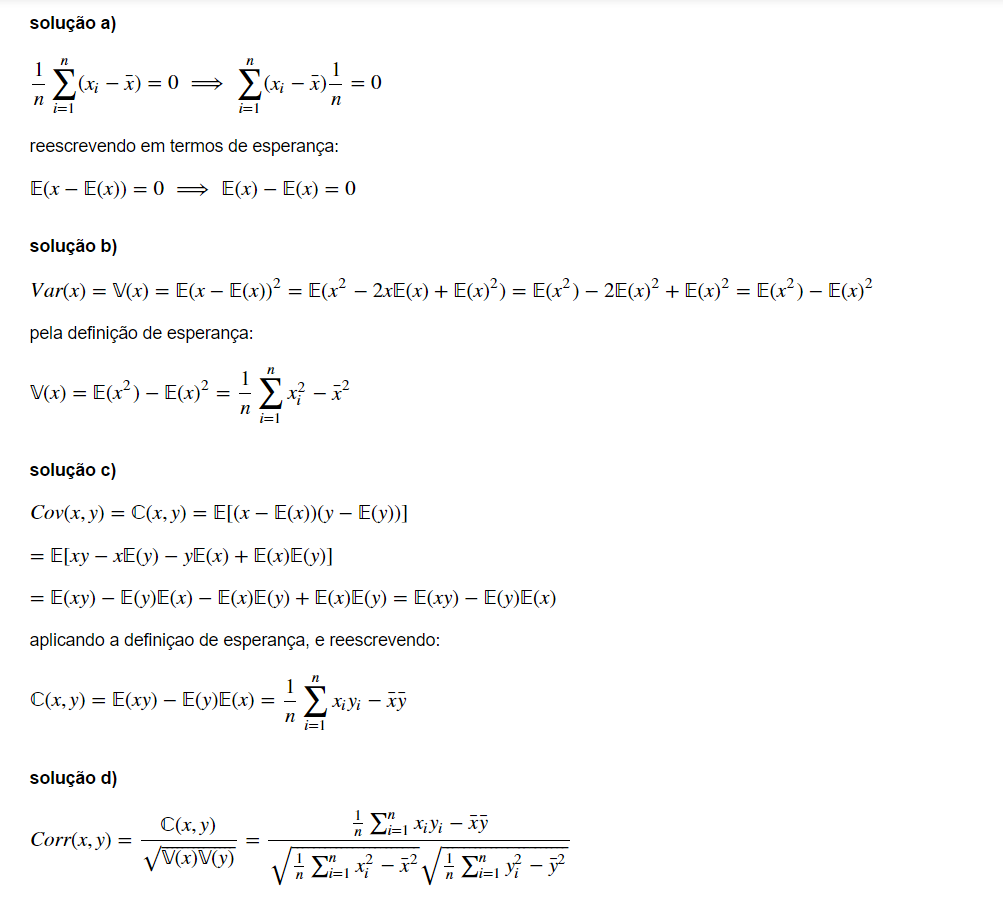 solução a)
$\frac{1}{n} \sum_{i=1}^{n} (x_i - \bar{x}) = 0 \implies \sum_{i=1}^{n} (x_i - \bar{x}) \frac{1}{n} = 0$
reescrevendo em termos de esperança:
$\mathbb{E}(x - \mathbb{E}(x)) = 0 \implies \mathbb{E}(x) - \mathbb{E}(x) = 0$
solução b)
$Var(x) = \mathbb{V}(x) = \mathbb{E}(x - \mathbb{E}(x))^2 = \mathbb{E}(x^2 - 2x\mathbb{E}(x) + \mathbb{E}(x)^2) = \mathbb{E}(x^2) - 2\mathbb{E}(x)^2 + \mathbb{E}(x)^2 = \mathbb{E}(x^2) - \mathbb{E}(x)^2$
pela definição de esperança:
$\mathbb{V}(x) = \mathbb{E}(x^2) - \mathbb{E}(x)^2 = \frac{1}{n} \sum_{i=1}^{n} x_i^2 - \bar{x}^2$
solução c)
$Cov(x, y) = \mathbb{C}(x, y) = \mathbb{E}[(x - \mathbb{E}(x))(y - \mathbb{E}(y))]$
$= \mathbb{E}[xy - x\mathbb{E}(y) - y\mathbb{E}(x) + \mathbb{E}(x)\mathbb{E}(y)]$
$= \mathbb{E}(xy) - \mathbb{E}(y)\mathbb{E}(x) - \mathbb{E}(x)\mathbb{E}(y) + \mathbb{E}(x)\mathbb{E}(y) = \mathbb{E}(xy) - \mathbb{E}(y)\mathbb{E}(x)$
aplicando a definiçao de esperança, e reescrevendo:
$\mathbb{C}(x, y) = \mathbb{E}(xy) - \mathbb{E}(y)\mathbb{E}(x) = \frac{1}{n} \sum_{i=1}^{n} x_i y_i - \bar{x}\bar{y}$
solução d)
$Corr(x, y) = \frac{\mathbb{C}(x, y)}{\sqrt{\mathbb{V}(x)\mathbb{V}(y)}} = \frac{\frac{1}{n} \sum_{i=1}^{n} x_i y_i - \bar{x}\bar{y}}{\sqrt{\frac{1}{n} \sum_{i=1}^{n} x_i^2 - \bar{x}^2} \sqrt{\frac{1}{n} \sum_{i=1}^{n} y_i^2 - \bar{y}^2}}$